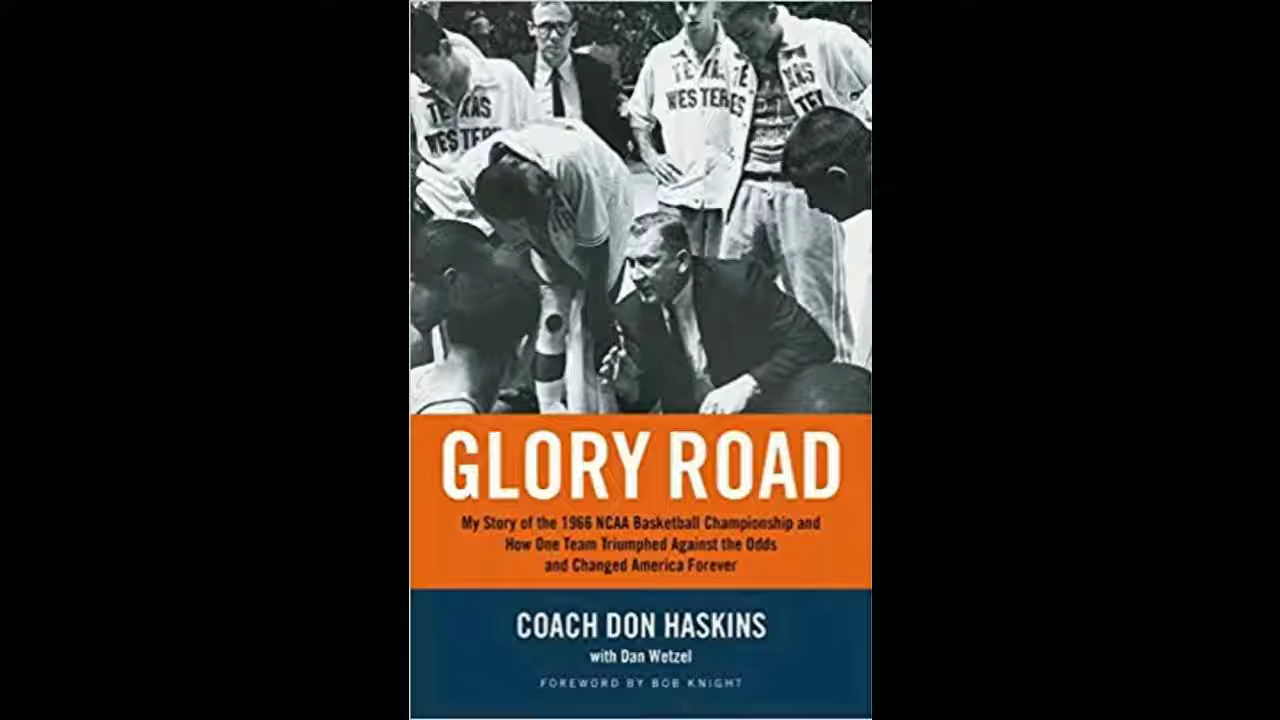 TEXAS
WESTERN
TEXAS
WESTERN
GLORY ROAD
My Story of the 1966 NCAA Basketball Championship and
How One Team Triumphed Against the Odds
and Changed America Forever
COACH DON HASKINS
with Dan Wetzel
FOREWORD BY BOB KNIGHT